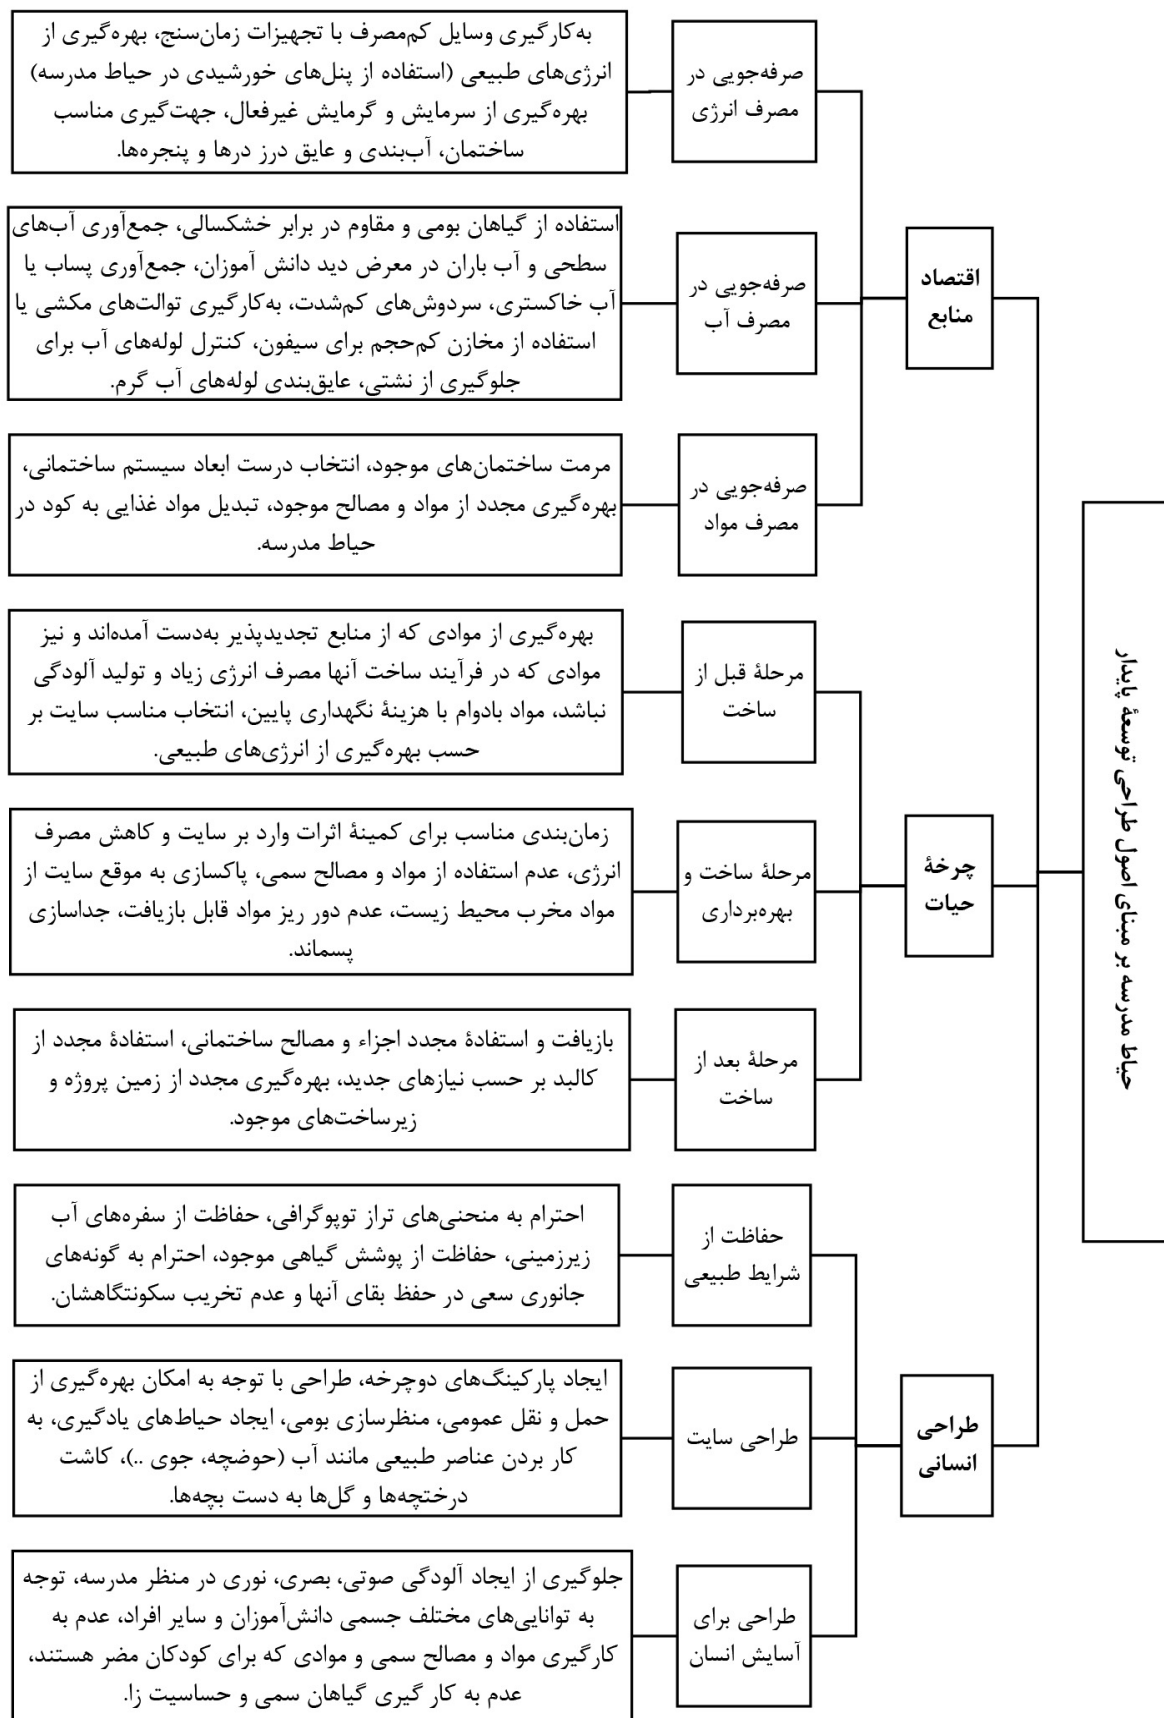 حیاط مدرسه بر مبنای اصول طراحی توسعهٔ پایدار
اقتصاد
منابع
صرفه‌جویی در
مصرف انرژی
به‌کارگیری وسایل کم‌مصرف با تجهیزات زمان‌سنج، بهره‌گیری از
انرژی‌های طبیعی (استفاده از پنل‌های خورشیدی در حیاط مدرسه)
بهره‌گیری از سرمایش و گرمایش غیرفعال، جهت‌گیری مناسب
ساختمان، آب‌بندی و عایق درز درها و پنجره‌ها.
صرفه‌جویی در
مصرف آب
استفاده از گیاهان بومی و مقاوم در برابر خشکسالی، جمع‌آوری آب‌های
سطحی و آب باران در معرض دید دانش آموزان، جمع‌آوری پساب یا
آب خاکستری، سردوش‌های کم‌شدت، به‌کارگیری توالت‌های مکشی یا
استفاده از مخازن کم‌حجم برای سیفون، کنترل لوله‌های آب برای
جلوگیری از نشتی، عایق‌بندی لوله‌های آب گرم.
صرفه‌جویی در
مصرف مواد
مرمت ساختمان‌های موجود، انتخاب درست ابعاد سیستم ساختمانی،
بهره‌گیری مجدد از مواد و مصالح موجود، تبدیل مواد غذایی به کود در
حیاط مدرسه.
چرخهٔ
حیات
مرحلهٔ قبل از
ساخت
بهره‌گیری از موادی که از منابع تجدیدپذیر به‌دست آمده‌اند و نیز
موادی که در فرآیند ساخت آنها مصرف انرژی زیاد و تولید آلودگی
نباشد، مواد بادوام با هزینهٔ نگهداری پایین، انتخاب مناسب سایت بر
حسب بهره‌گیری از انرژی‌های طبیعی.
مرحلهٔ ساخت و
بهره‌برداری
زمان‌بندی مناسب برای کمینهٔ اثرات وارد بر سایت و کاهش مصرف
انرژی، عدم استفاده از مواد و مصالح سمی، پاکسازی به موقع سایت از
مواد مخرب محیط زیست، عدم دور ریز مواد قابل بازیافت، جداسازی
پسماند.
مرحلهٔ بعد از
ساخت
بازیافت و استفادهٔ مجدد اجزاء و مصالح ساختمانی، استفادهٔ مجدد از
کالبد بر حسب نیازهای جدید، بهره‌گیری مجدد از زمین پروژه و
زیرساخت‌های موجود.
طراحی
انسانی
حفاظت از
شرایط طبیعی
احترام به منحنی‌های تراز توپوگرافی، حفاظت از سفره‌های آب
زیرزمینی، حفاظت از پوشش گیاهی موجود، احترام به گونه‌های
جانوری سعی در حفظ بقای آنها و عدم تخریب سکونتگاهشان.
طراحی سایت
ایجاد پارکینگ‌های دوچرخه، طراحی با توجه به امکان بهره‌گیری از
حمل و نقل عمومی، منظرسازی بومی، ایجاد حیاط‌های یادگیری، به
کار بردن عناصر طبیعی مانند آب (حوضچه، جوی ..)، کاشت
درختچه‌ها و گل‌ها به دست بچه‌ها.
طراحی برای
آسایش انسان
جلوگیری از ایجاد آلودگی صوتی، بصری، نوری در منظر مدرسه، توجه
به توانایی‌های مختلف جسمی دانش‌آموزان و سایر افراد، عدم به
کارگیری مواد و مصالح سمی و موادی که برای کودکان مضر هستند،
عدم به کار گیری گیاهان سمی و حساسیت زا.